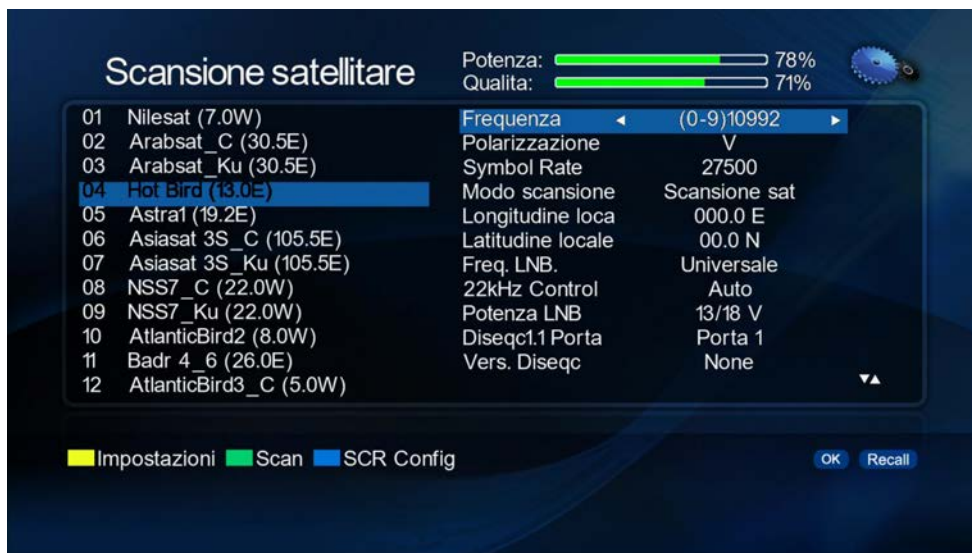 Scansione satellitare
Potenza: 78%
Qualita: 71%
01 Nilesat (7.0W)
02 Arabsat_C (30.5E)
03 Arabsat_Ku (30.5E)
04 Hot Bird (13.0E)
05 Astra1 (19.2E)
06 Asiasat 3S_C (105.5E)
07 Asiasat 3S_Ku (105.5E)
08 NSS7_C (22.0W)
09 NSS7_Ku (22.0W)
10 AtlanticBird2 (8.0W)
11 Badr 4_6 (26.0E)
12 AtlanticBird3_C (5.0W)
Frequenza ◂ (0-9)10992 ▸
Polarizzazione V
Symbol Rate 27500
Modo scansione Scansione sat
Longitudine loca 000.0 E
Latitudine locale 00.0 N
Freq. LNB. Universale
22kHz Control Auto
Potenza LNB 13/18 V
Diseqc1.1 Porta Porta 1
Vers. Diseqc None
Impostazioni Scan SCR Config
OK Recall